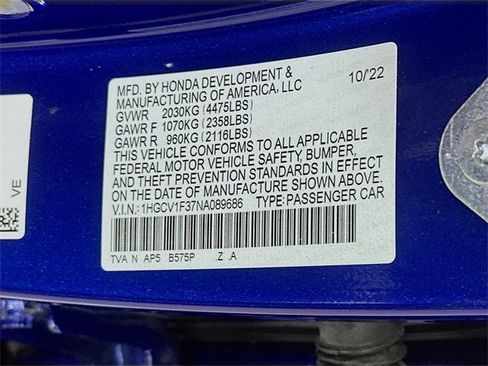 MFD. BY HONDA DEVELOPMENT & 10/22
MANUFACTURING OF AMERICA, LLC
GVWR 2030KG (4475LBS)
GAWR F 1070KG (2358LBS)
GAWR R 960KG (2116LBS)
THIS VEHICLE CONFORMS TO ALL APPLICABLE
FEDERAL MOTOR VEHICLE SAFETY, BUMPER,
AND THEFT PREVENTION STANDARDS IN EFFECT
ON THE DATE OF MANUFACTURE SHOWN ABOVE.
V.I.N.: 1HGCV1F37NA089686 TYPE: PASSENGER CAR
TVA N AP5 B575P .Z .A
VE